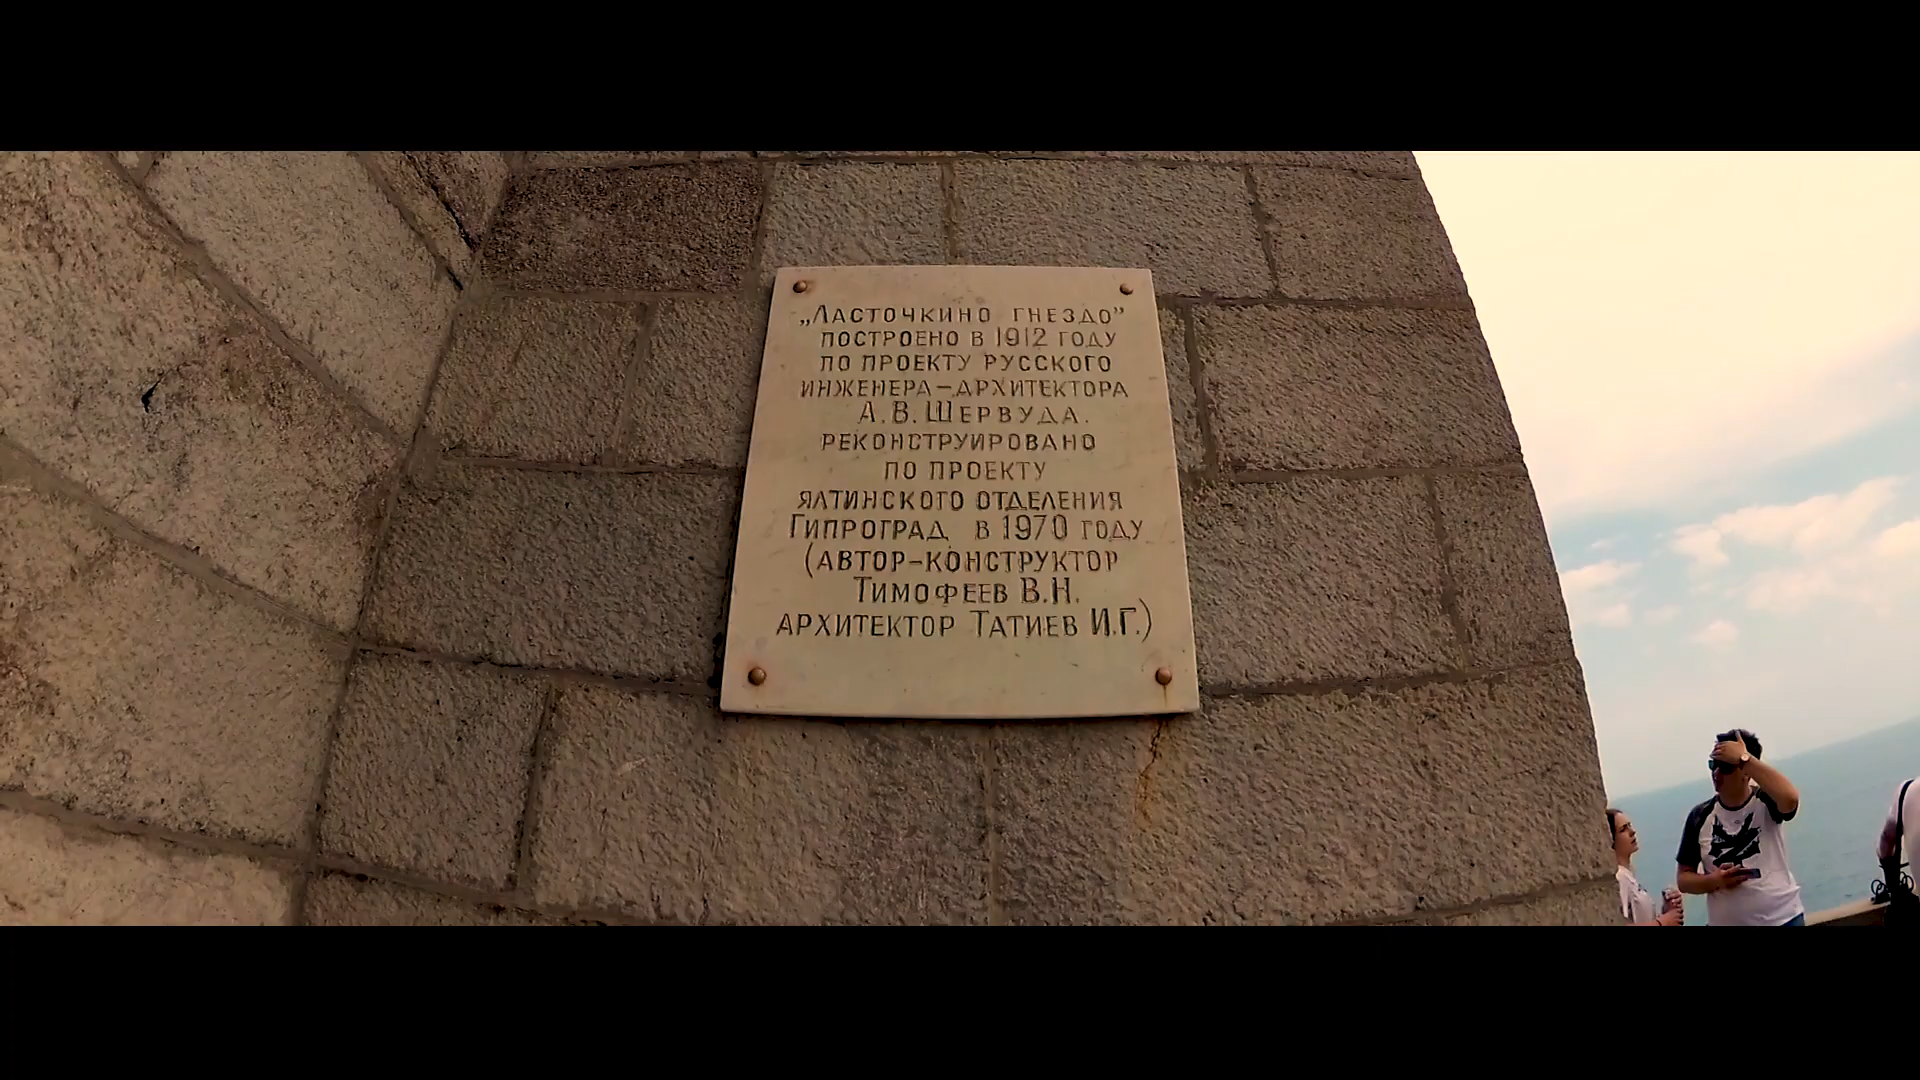 „Ласточкино гнездо”
построено в 1912 году
по проекту русского
инженера-архитектора
А.В. Шервуда.
реконструировано
по проекту
ялтинского отделения
Гипроград в 1970 году
(автор-конструктор
Тимофеев В.Н.
архитектор Татиев И.Г.)